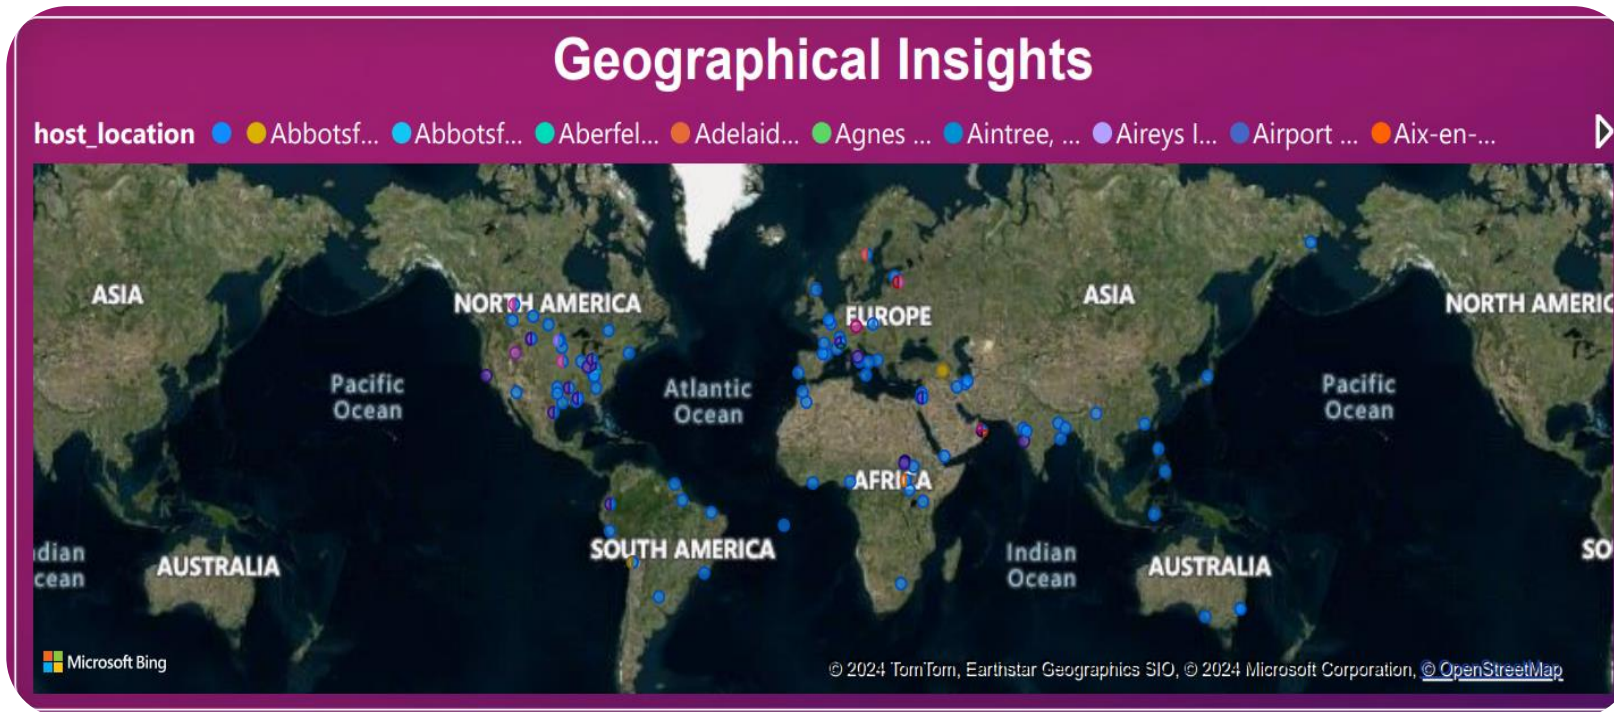 Geographical Insights
host_location Abbotsf... Abbotsf... Aberfel... Adelaid... Agnes ... Aintree, ... Aireys I... Airport ... Aix-en-...
ASIA
NORTH AMERICA
EUROPE
ASIA
NORTH AMERIC
Pacific
Ocean
Atlantic
Ocean
Pacific
Ocean
AFRICA
dian
cean
AUSTRALIA
SOUTH AMERICA
Indian
Ocean
AUSTRALIA
SO
Microsoft Bing
© 2024 TomTom, Earthstar Geographics SIO, © 2024 Microsoft Corporation, © OpenStreetMap